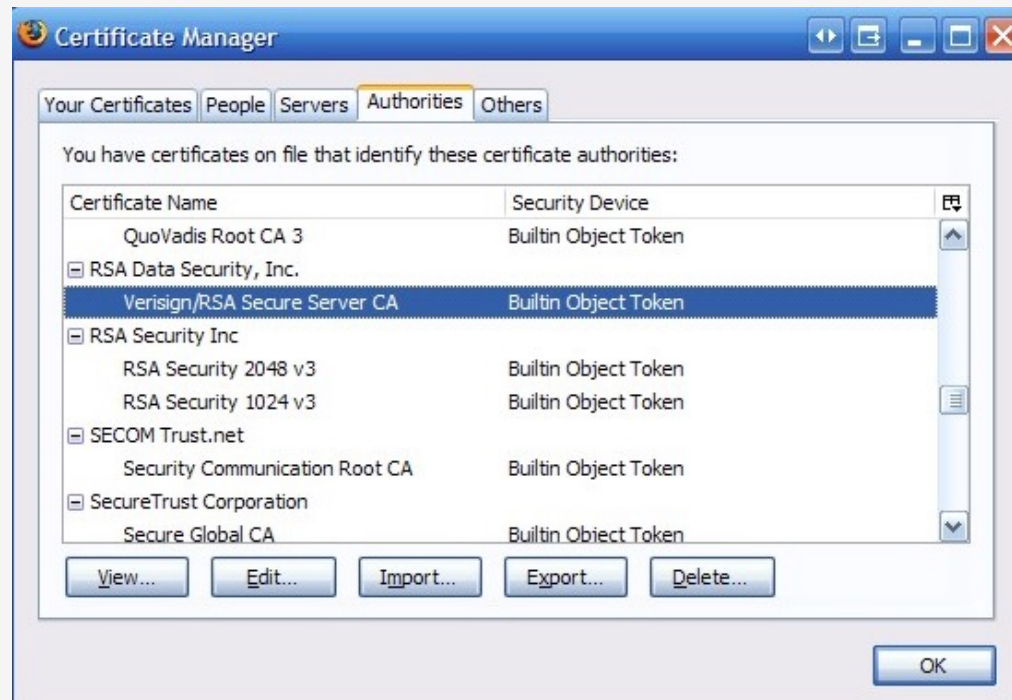 Certificate Manager
Your Certificates People Servers Authorities Others
You have certificates on file that identify these certificate authorities:
Certificate Name Security Device
QuoVadis Root CA 3 Builtin Object Token
RSA Data Security, Inc.
Verisign/RSA Secure Server CA Builtin Object Token
RSA Security Inc
RSA Security 2048 v3 Builtin Object Token
RSA Security 1024 v3 Builtin Object Token
SECOM Trust.net
Security Communication Root CA Builtin Object Token
SecureTrust Corporation
Secure Global CA Builtin Object Token
View... Edit... Import... Export... Delete...
OK